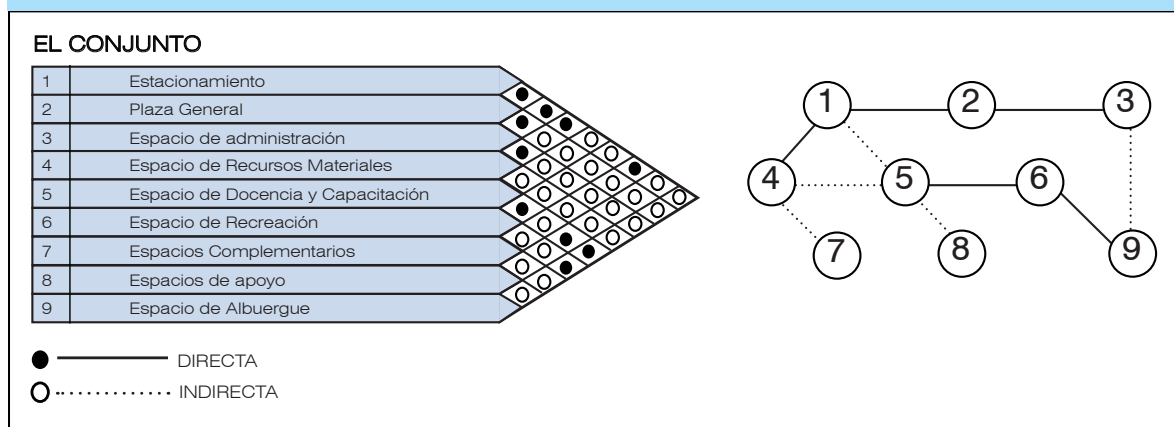 EL CONJUNTO
1 Estacionamiento
2 Plaza General
3 Espacio de administración
4 Espacio de Recursos Materiales
5 Espacio de Docencia y Capacitación
6 Espacio de Recreación
7 Espacios Complementarios
8 Espacios de apoyo
9 Espacio de Albuergue
DIRECTA
INDIRECTA
1 2 3
4 5 6
7 8 9